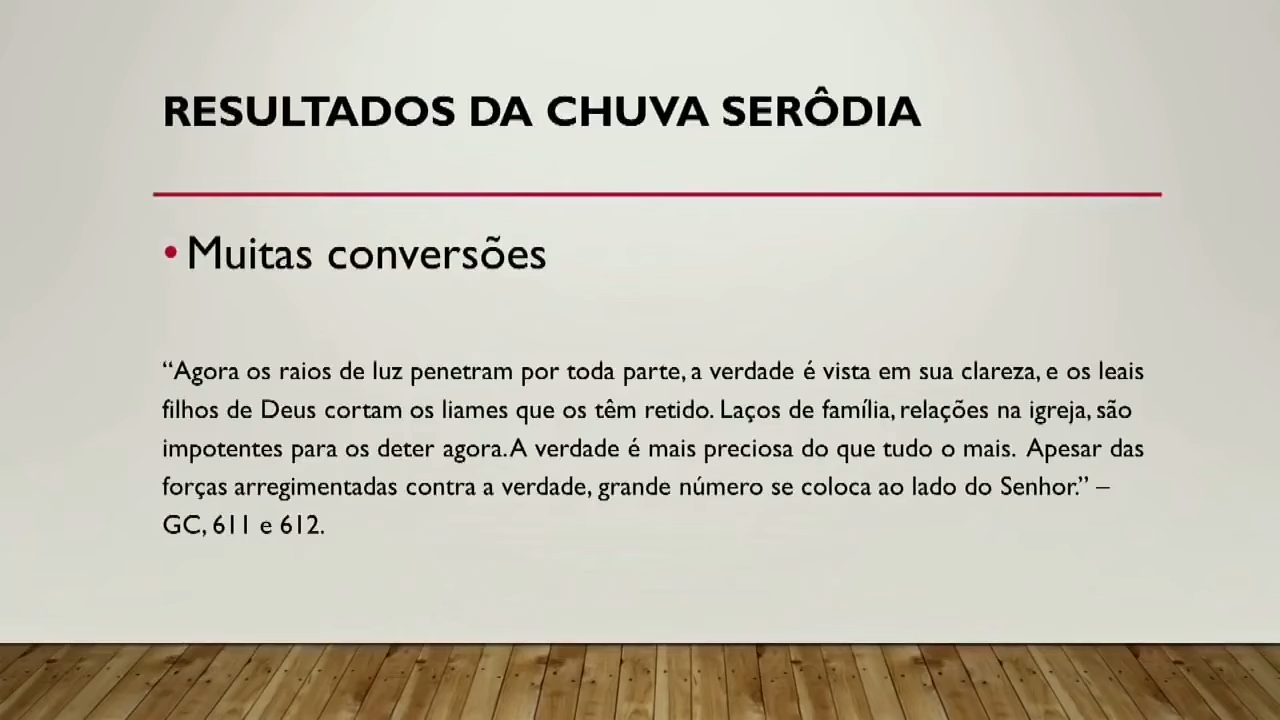 RESULTADOS DA CHUVA SERÔDIA
• Muitas conversões
“Agora os raios de luz penetram por toda parte, a verdade é vista em sua clareza, e os leais
filhos de Deus cortam os liames que os têm retido. Laços de família, relações na igreja, são
impotentes para os deter agora. A verdade é mais preciosa do que tudo o mais. Apesar das
forças arregimentadas contra a verdade, grande número se coloca ao lado do Senhor.” –
GC, 611 e 612.